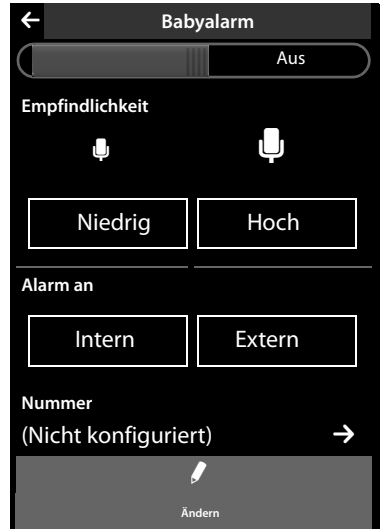 Babyalarm
Aus
Empfindlichkeit
Niedrig Hoch
Alarm an
Intern Extern
Nummer
(Nicht konfiguriert)
Ändern